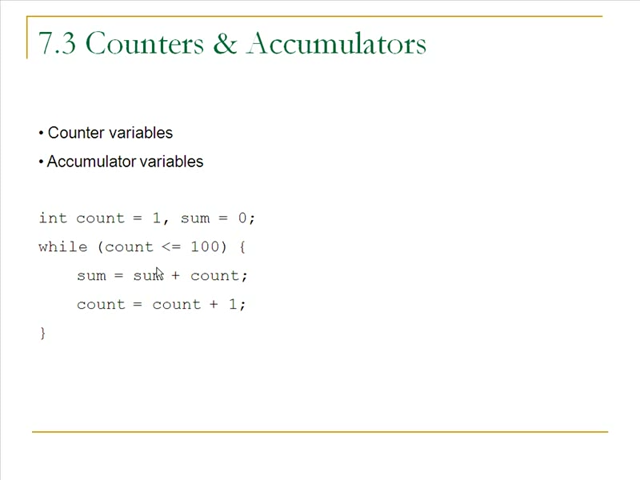 7.3 Counters & Accumulators
• Counter variables
• Accumulator variables
int count = 1, sum = 0;
while (count <= 100) {
sum = sum + count;
count = count + 1;
}